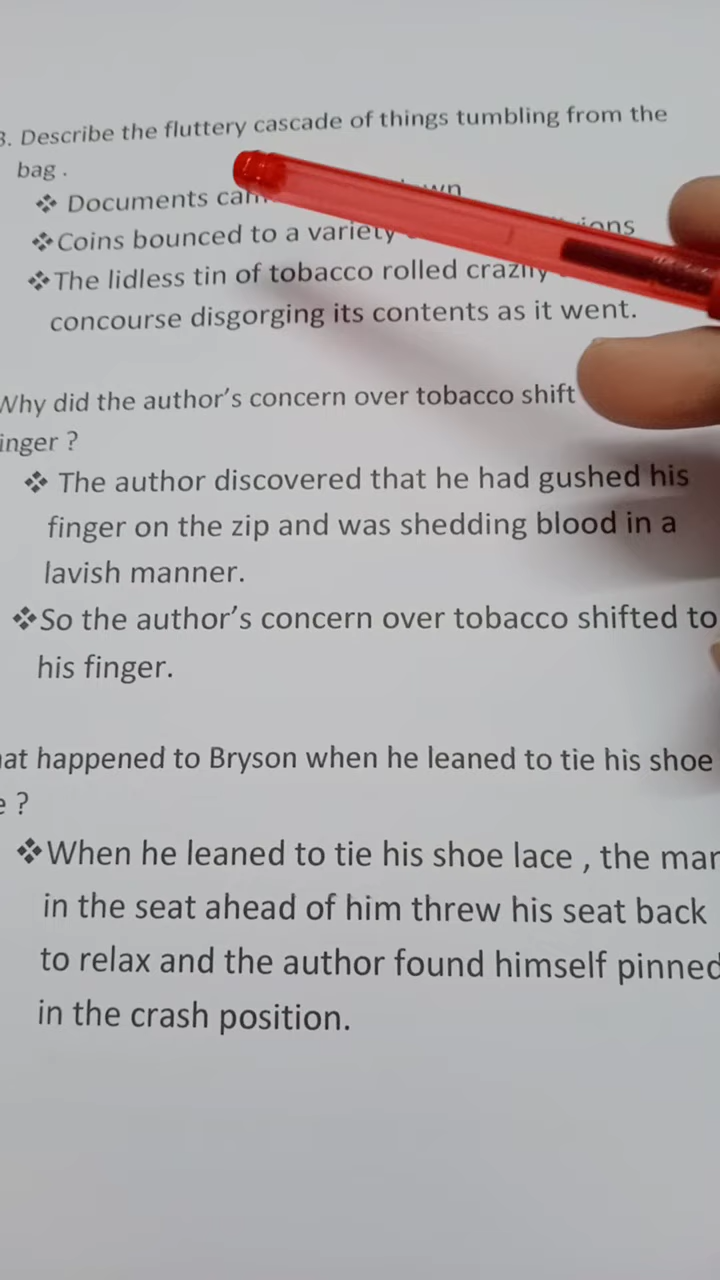 3. Describe the fluttery cascade of things tumbling from the
bag .
❖ Documents
❖Coins bounced to a variety
❖The lidless tin of tobacco rolled crazily
concourse disgorging its contents as it went.
Why did the author's concern over tobacco shift
finger ?
❖ The author discovered that he had gushed his
finger on the zip and was shedding blood in a
lavish manner.
❖So the author's concern over tobacco shifted to
his finger.
at happened to Bryson when he leaned to tie his shoe
e ?
❖When he leaned to tie his shoe lace , the man
in the seat ahead of him threw his seat back
to relax and the author found himself pinned
in the crash position.